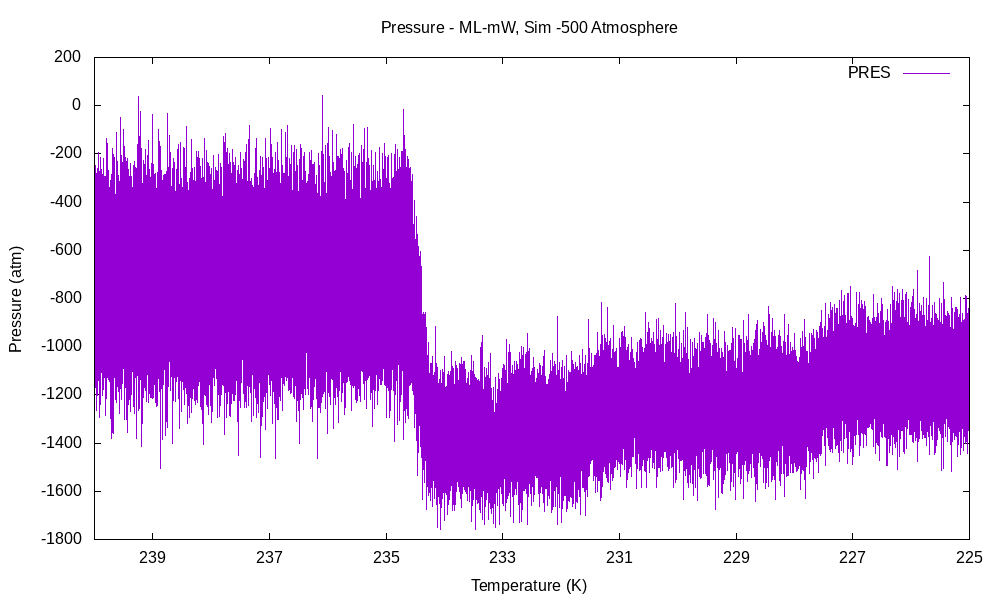 Pressure - ML-mW, Sim -500 Atmosphere
PRES
200
0
-200
-400
-600
-800
-1000
-1200
-1400
-1600
-1800
Pressure (atm)
239 237 235 233 231 229 227 225
Temperature (K)